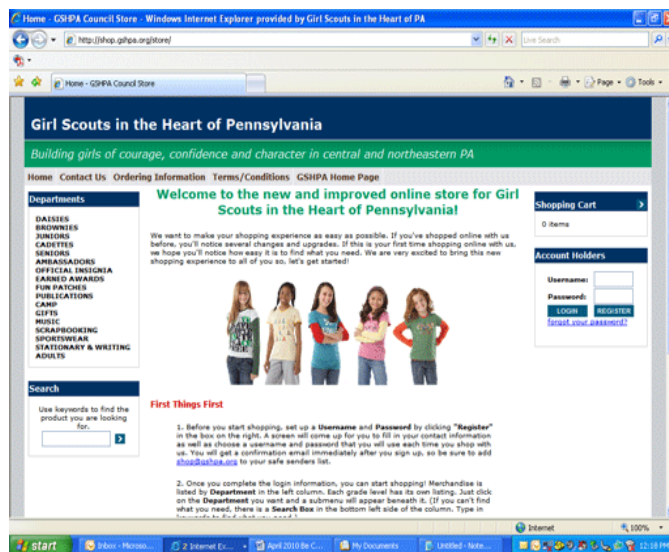 Home - GSHPA Council Store - Windows Internet Explorer provided by Girl Scouts in the Heart of PA
http://shop.gshpa.org/store/
Live Search
Home - GSHPA Council Store
Page
Tools
Girl Scouts in the Heart of Pennsylvania
Building girls of courage, confidence and character in central and northeastern PA
Home Contact Us Ordering Information Terms/Conditions GSHPA Home Page
Departments
DAISIES
BROWNIES
JUNIORS
CADETTES
SENIORS
AMBASSADORS
OFFICIAL INSIGNIA
EARNED AWARDS
FUN PATCHES
PUBLICATIONS
CAMP
GIFTS
MUSIC
SCRAPBOOKING
SPORTSWEAR
STATIONARY & WRITING
ADULTS
Search
Use keywords to find the
product you are looking
for.
Welcome to the new and improved online store for Girl
Scouts in the Heart of Pennsylvania!
We want to make your shopping experience as easy as possible. If you've shopped online with us
before, you'll notice several changes and upgrades. If this is your first time shopping online with us,
we hope you'll notice how easy it is to find what you need. We are very excited to bring this new
shopping experience to all of you so, let's get started!
First Things First
1. Before you start shopping, set up a Username and Password by clicking "Register"
in the box on the right. A screen will come up for you to fill in your contact information
as well as choose a username and password that you will use each time you shop with
us. You will get a confirmation email immediately after you sign up, so be sure to add
shop@gshpa.org to your safe senders list.
2. Once you complete the login information, you can start shopping! Merchandise is
listed by Department in the left column. Each grade level has its own listing. Just click
on the Department you want and a submenu will appear beneath it. (If you can't find
what you need, there is a Search Box in the bottom left side of the column. Type in
Shopping Cart
0 items
Account Holders
Username:
Password:
LOGIN REGISTER
forgot your password?
Internet
100%
start
Inbox - Microso...
2 Internet Ex...
April 2010 Be C...
My Documents
Untitled - Note...
12:18 PM